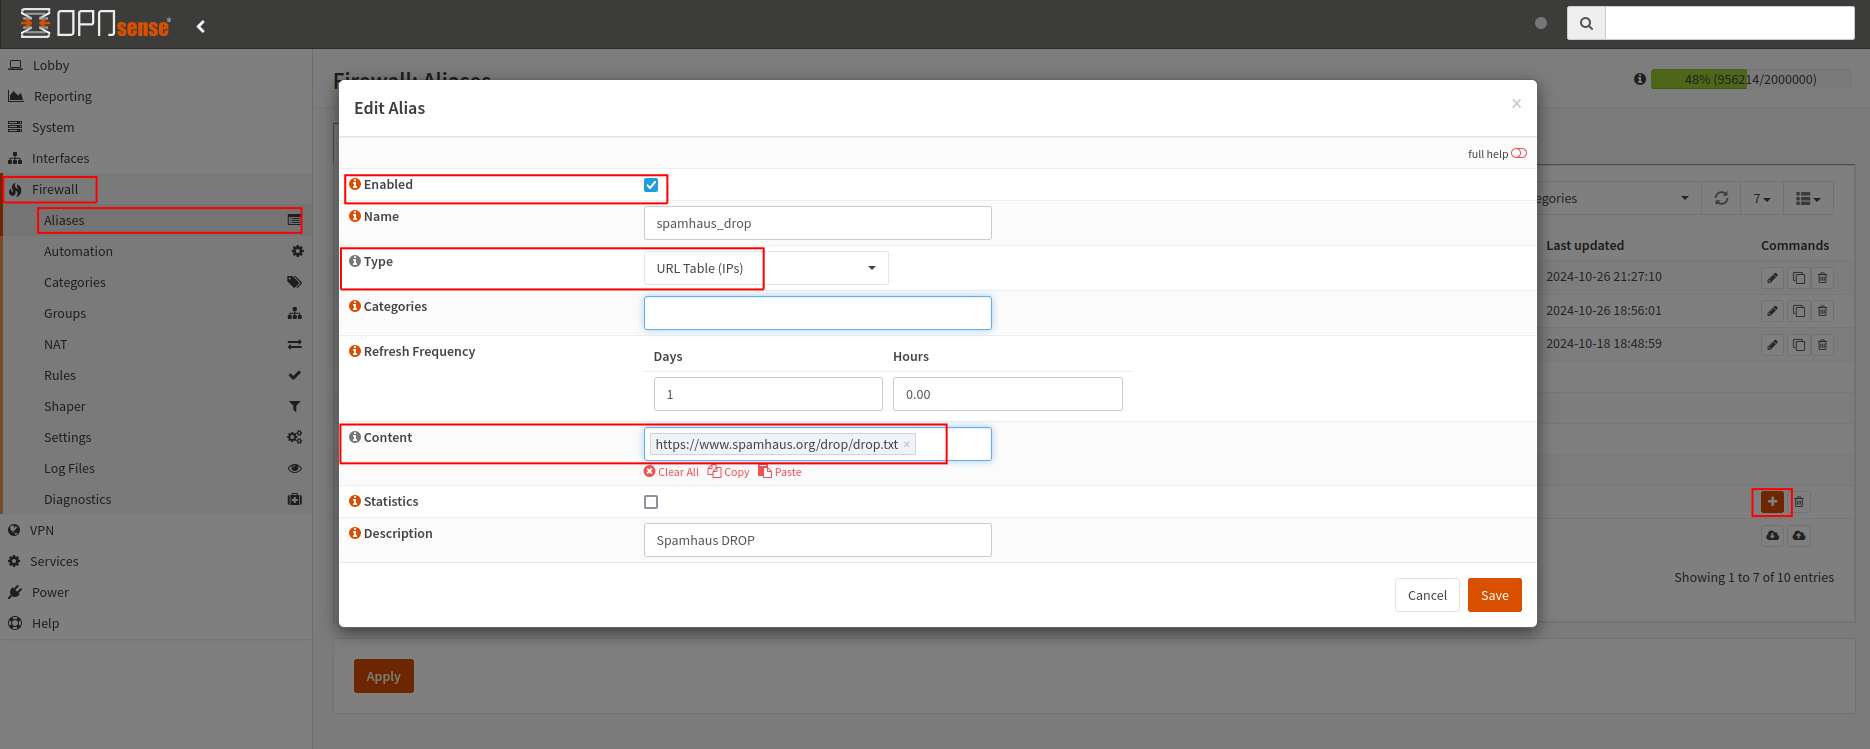 OPNsense
Lobby
Reporting
System
Interfaces
Firewall
Aliases
Automation
Categories
Groups
NAT
Rules
Shaper
Settings
Log Files
Diagnostics
VPN
Services
Power
Help
Firewall: Aliases
48% (956214/2000000)
Edit Alias
×
full help
Enabled
Name
spamhaus_drop
Type
URL Table (IPs)
Categories
Refresh Frequency
Days
Hours
1
0.00
Content
https://www.spamhaus.org/drop/drop.txt ×
Clear All Copy Paste
Statistics
Description
Spamhaus DROP
Cancel
Save
egories
7
Last updated
Commands
2024-10-26 21:27:10
2024-10-26 18:56:01
2024-10-18 18:48:59
Showing 1 to 7 of 10 entries
Apply